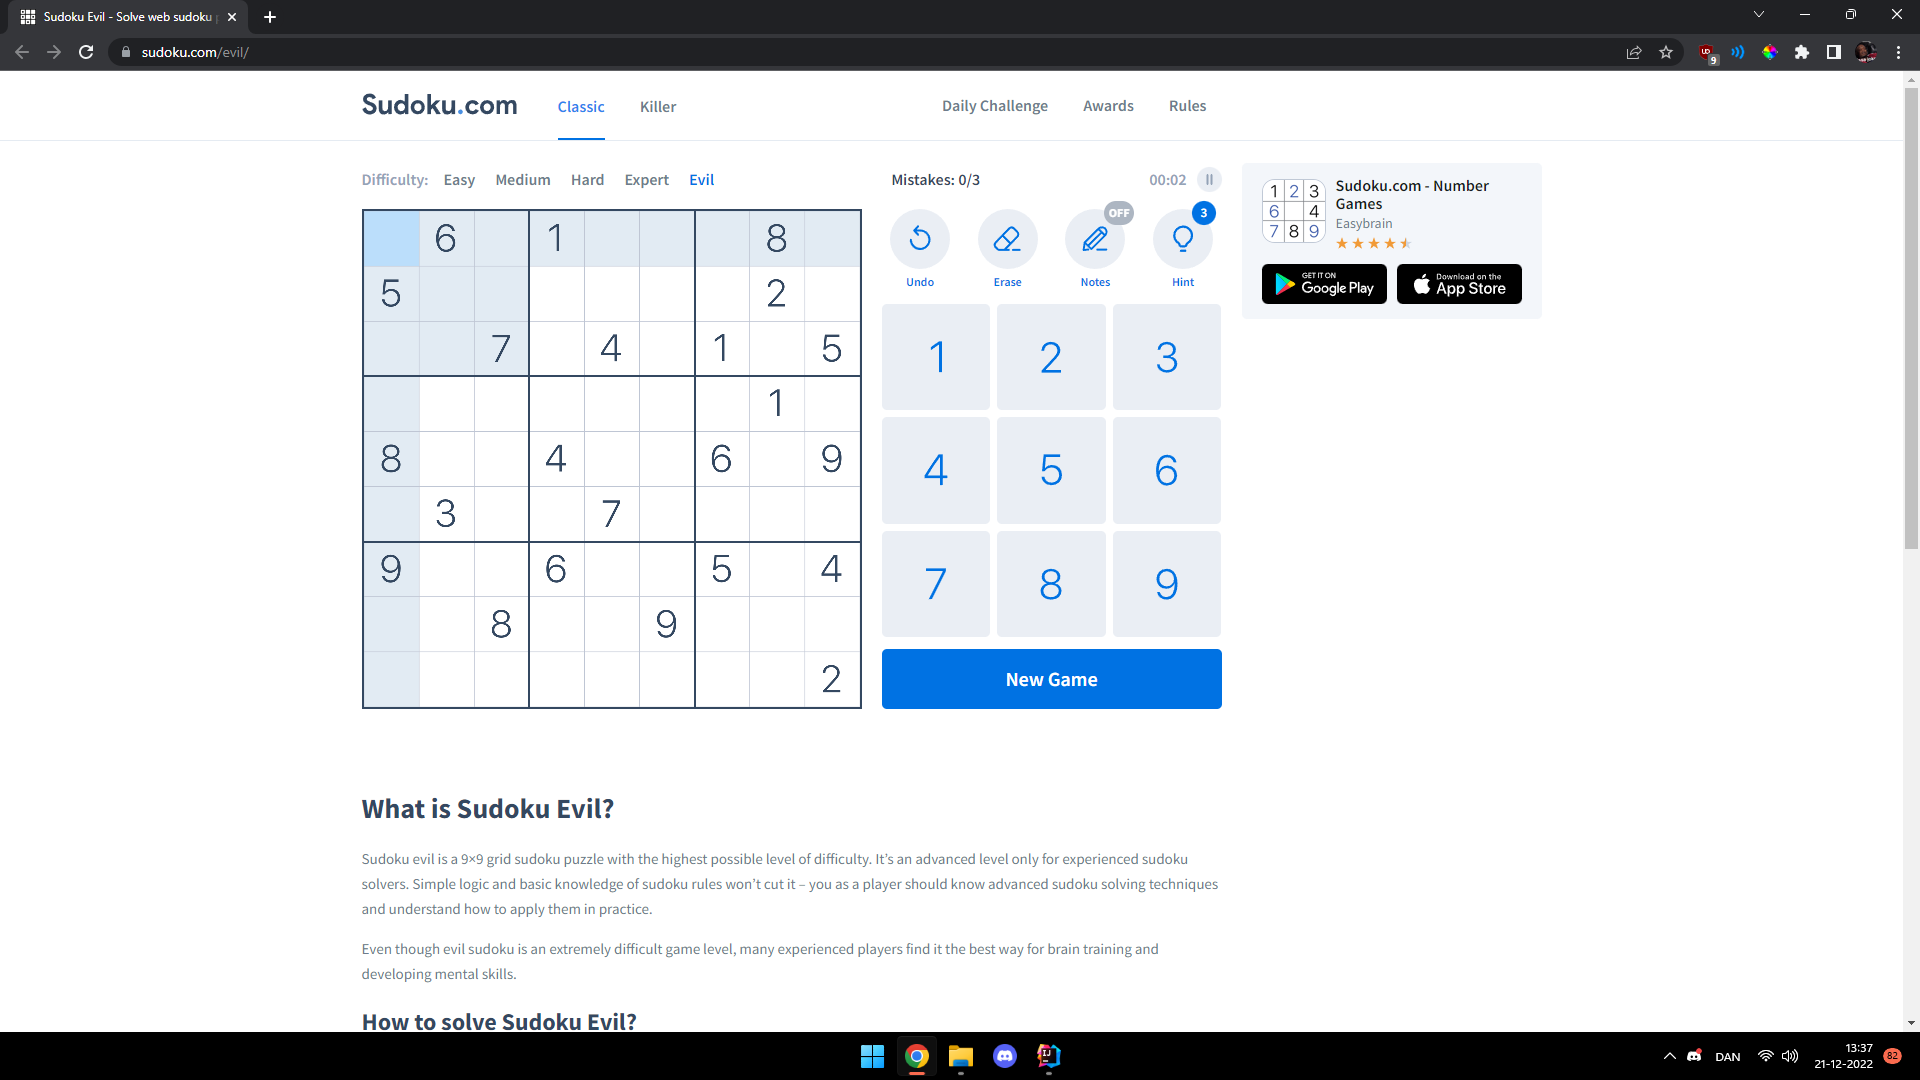 Sudoku Evil - Solve web sudoku
sudoku.com/evil/
9
Sudoku.com
Classic
Killer
Daily Challenge
Awards
Rules
Difficulty: Easy Medium Hard Expert Evil
Mistakes: 0/3
00:02
6 1 8
5 2
7 4 1 5
1
8 4 6 9
3 7
9 6 5 4
8 9
2
OFF
3
Undo
Erase
Notes
Hint
1 2 3
4 5 6
7 8 9
New Game
1 2 3
6 4
7 8 9
Sudoku.com - Number
Games
Easybrain
GET IT ON
Google Play
Download on the
App Store
What is Sudoku Evil?
Sudoku evil is a 9×9 grid sudoku puzzle with the highest possible level of difficulty. It’s an advanced level only for experienced sudoku
solvers. Simple logic and basic knowledge of sudoku rules won’t cut it – you as a player should know advanced sudoku solving techniques
and understand how to apply them in practice.
Even though evil sudoku is an extremely difficult game level, many experienced players find it the best way for brain training and
developing mental skills.
How to solve Sudoku Evil?
DAN
13:37
21-12-2022
82